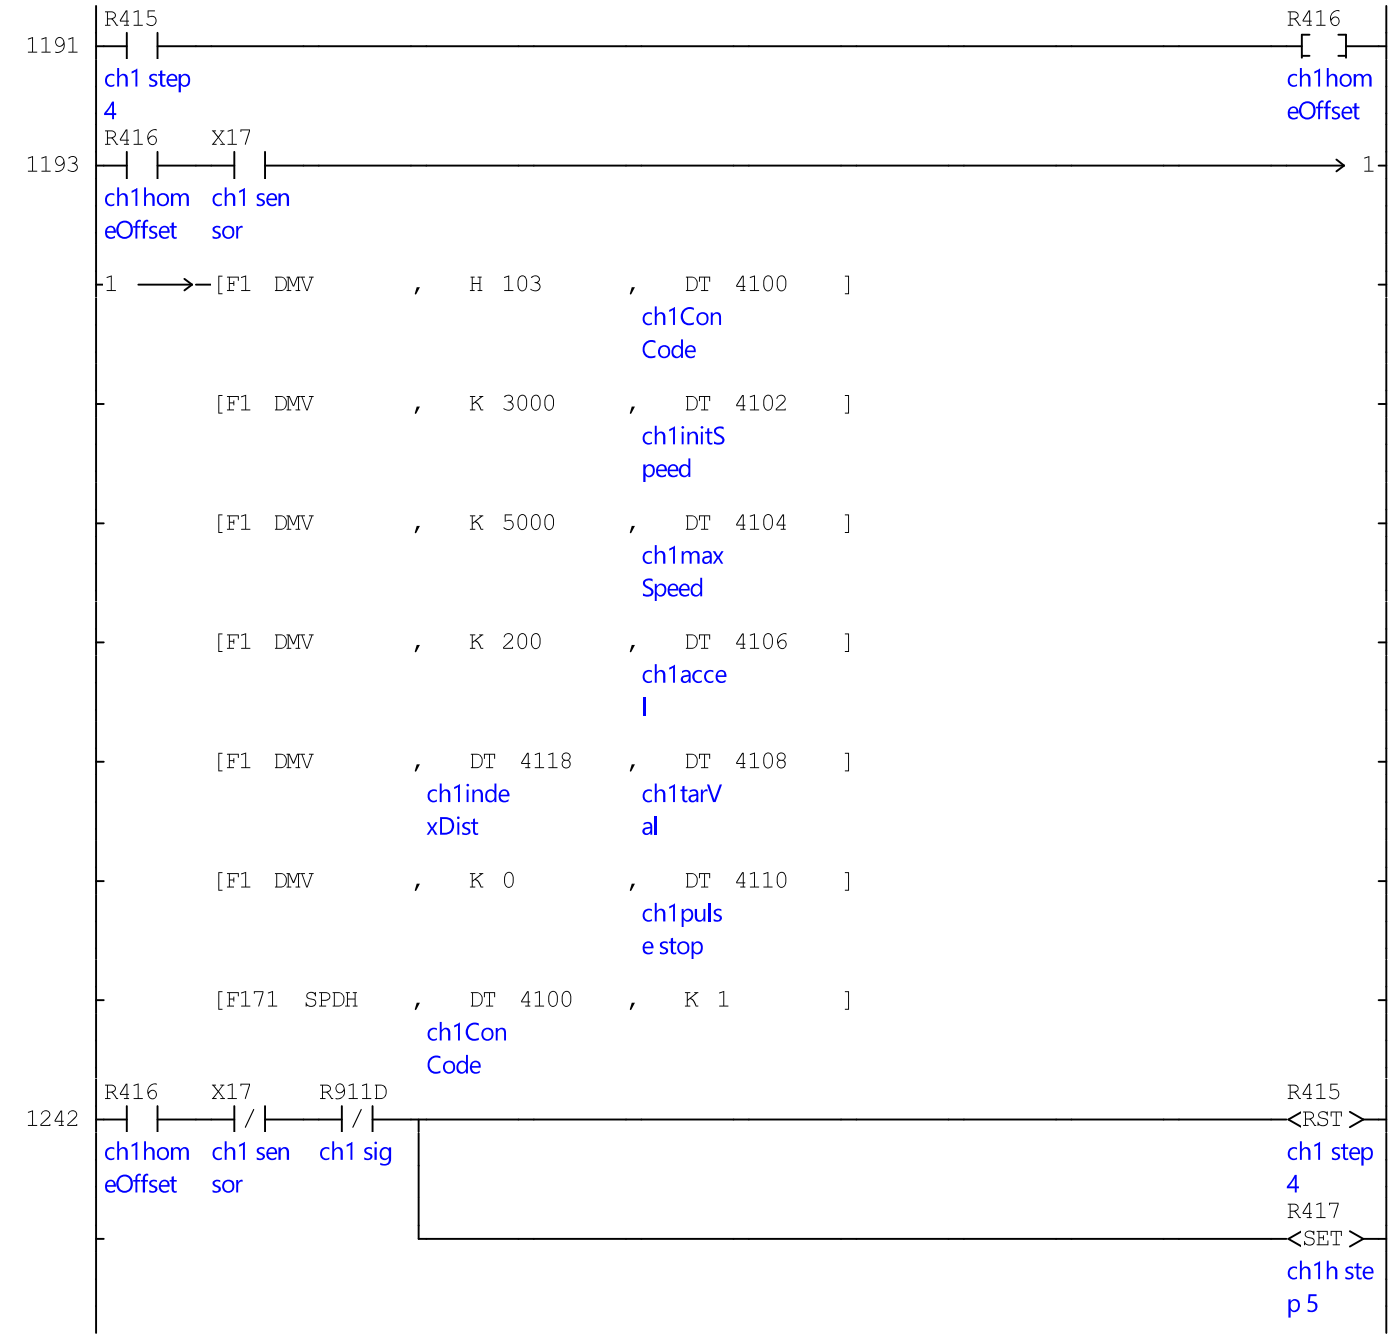 R415 R416
1191
ch1 step ch1hom
4 eOffset
R416 X17
1193 1
ch1hom ch1 sen
eOffset sor
1 [F1 DMV , H 103 , DT 4100 ]
ch1Con
Code
[F1 DMV , K 3000 , DT 4102 ]
ch1initS
peed
[F1 DMV , K 5000 , DT 4104 ]
ch1max
Speed
[F1 DMV , K 200 , DT 4106 ]
ch1acce
l
[F1 DMV , DT 4118 , DT 4108 ]
ch1inde ch1tarV
xDist al
[F1 DMV , K 0 , DT 4110 ]
ch1puls
e stop
[F171 SPDH , DT 4100 , K 1 ]
ch1Con
Code
R416 X17 R911D R415
1242 <RST>
ch1hom ch1 sen ch1 sig ch1 step
eOffset sor 4
R417
<SET>
ch1h ste
p 5